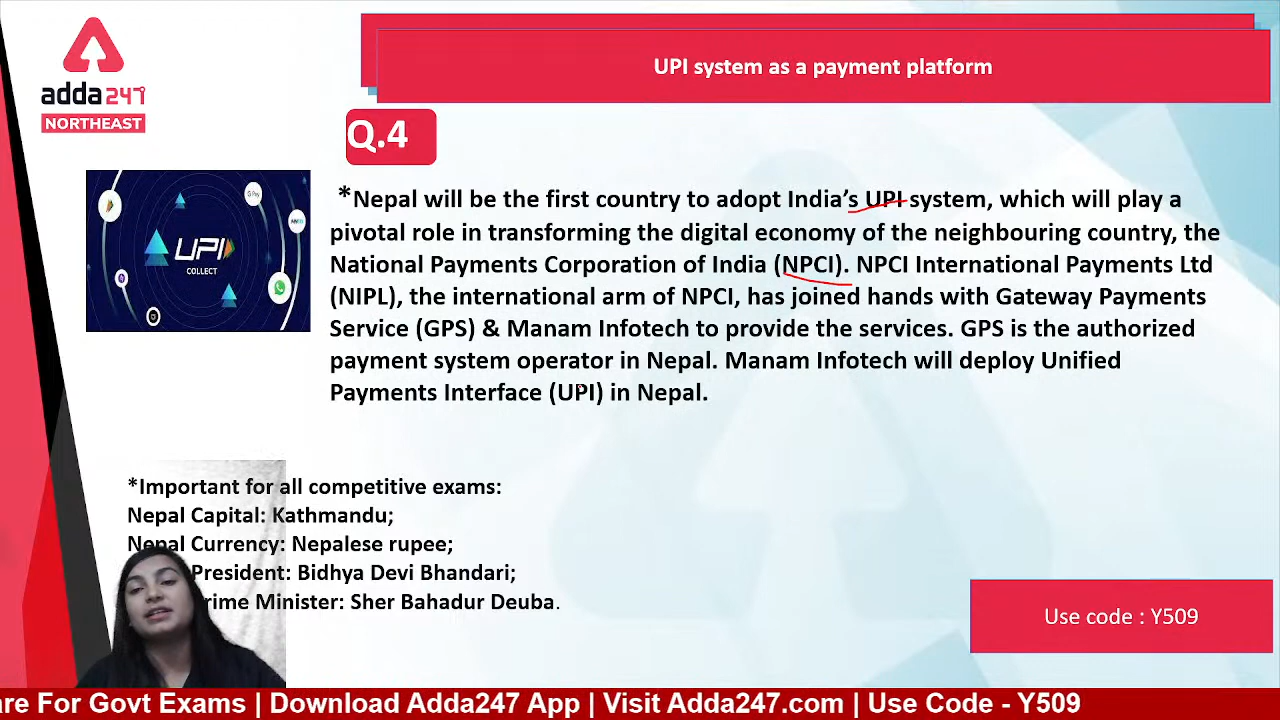 adda247
NORTHEAST
UPI system as a payment platform
Q.4
G Pay
UPI
COLLECT
*Nepal will be the first country to adopt India’s UPI system, which will play a
pivotal role in transforming the digital economy of the neighbouring country, the
National Payments Corporation of India (NPCI). NPCI International Payments Ltd
(NIPL), the international arm of NPCI, has joined hands with Gateway Payments
Service (GPS) & Manam Infotech to provide the services. GPS is the authorized
payment system operator in Nepal. Manam Infotech will deploy Unified
Payments Interface (UPI) in Nepal.
*Important for all competitive exams:
Nepal Capital: Kathmandu;
Nepal Currency: Nepalese rupee;
President: Bidhya Devi Bhandari;
Minister: Sher Bahadur Deuba.
Use code : Y509
For Govt Exams | Download Adda247 App | Visit Adda247.com | Use Code - Y509